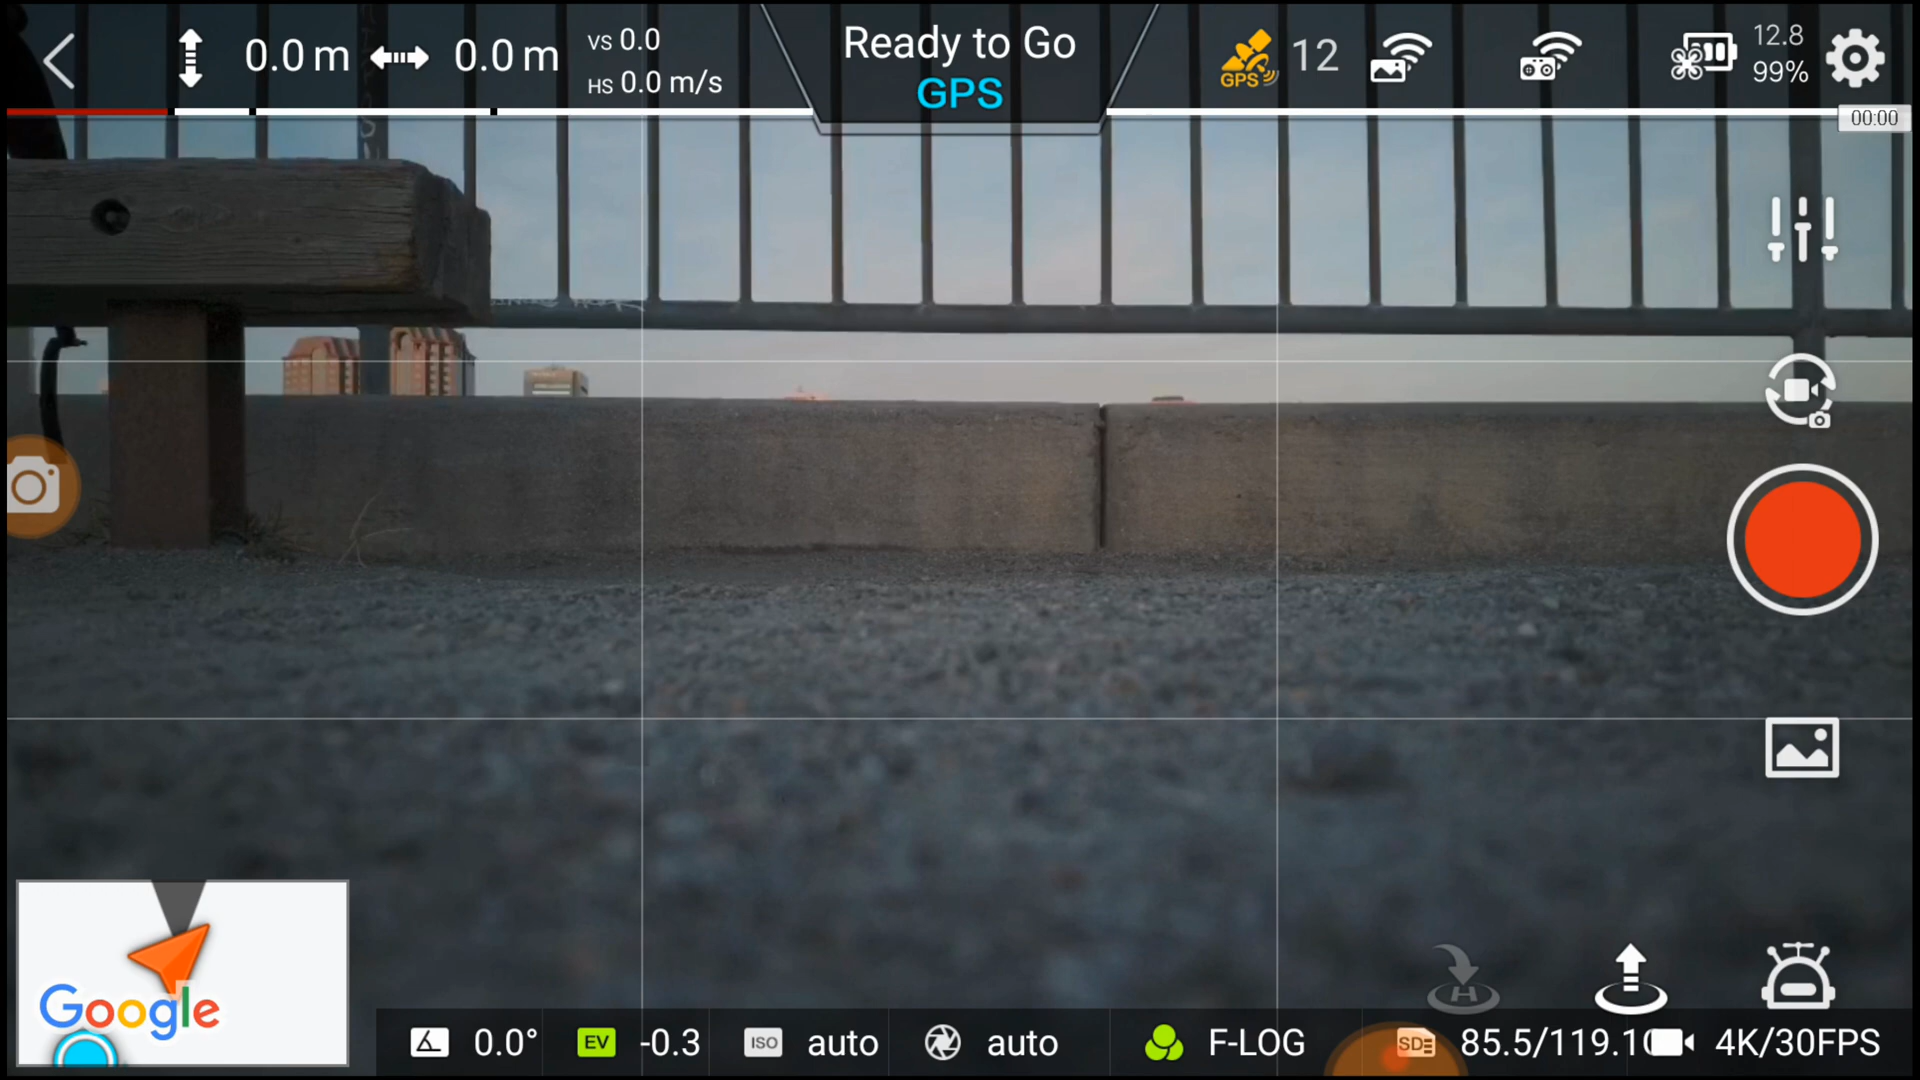 0.0 m 0.0 m VS 0.0
HS 0.0 m/s
Ready to Go
GPS
GPS 12
12.8
99%
00:00
Google
0.0° EV -0.3 ISO auto auto F-LOG SD 85.5/119.10 4K/30FPS
H